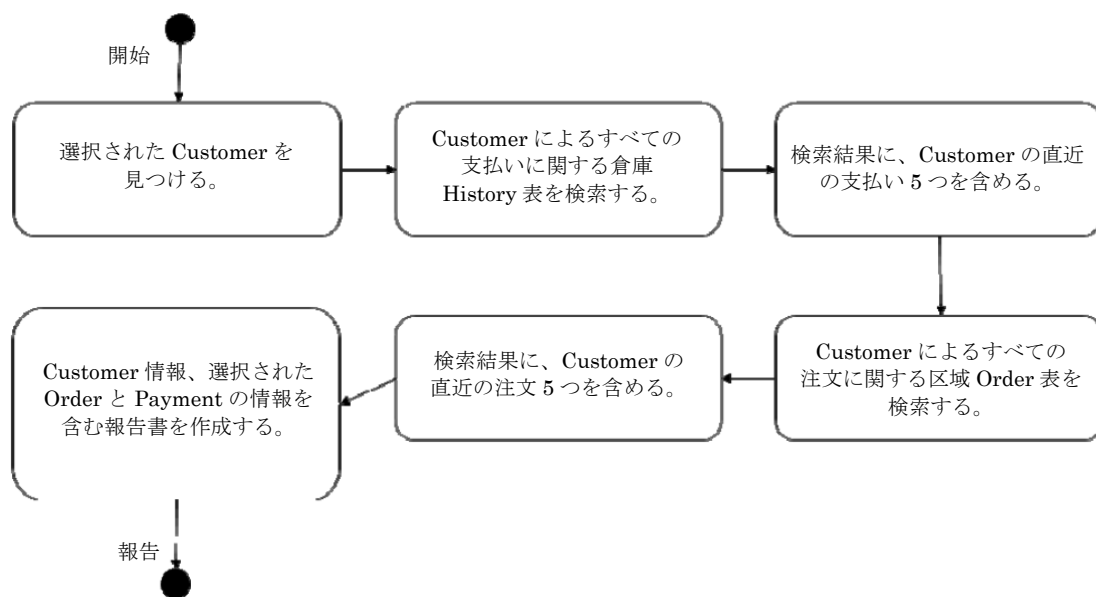 開始
選択された Customer を
見つける。
Customer によるすべての
支払いに関する倉庫
History 表を検索する。
検索結果に、Customer の直近
の支払い 5 つを含める。
Customer によるすべての
注文に関する区域 Order 表を
検索する。
検索結果に、Customer の
直近の注文 5 つを含める。
Customer 情報、選択された
Order と Payment の情報を
含む報告書を作成する。
報告